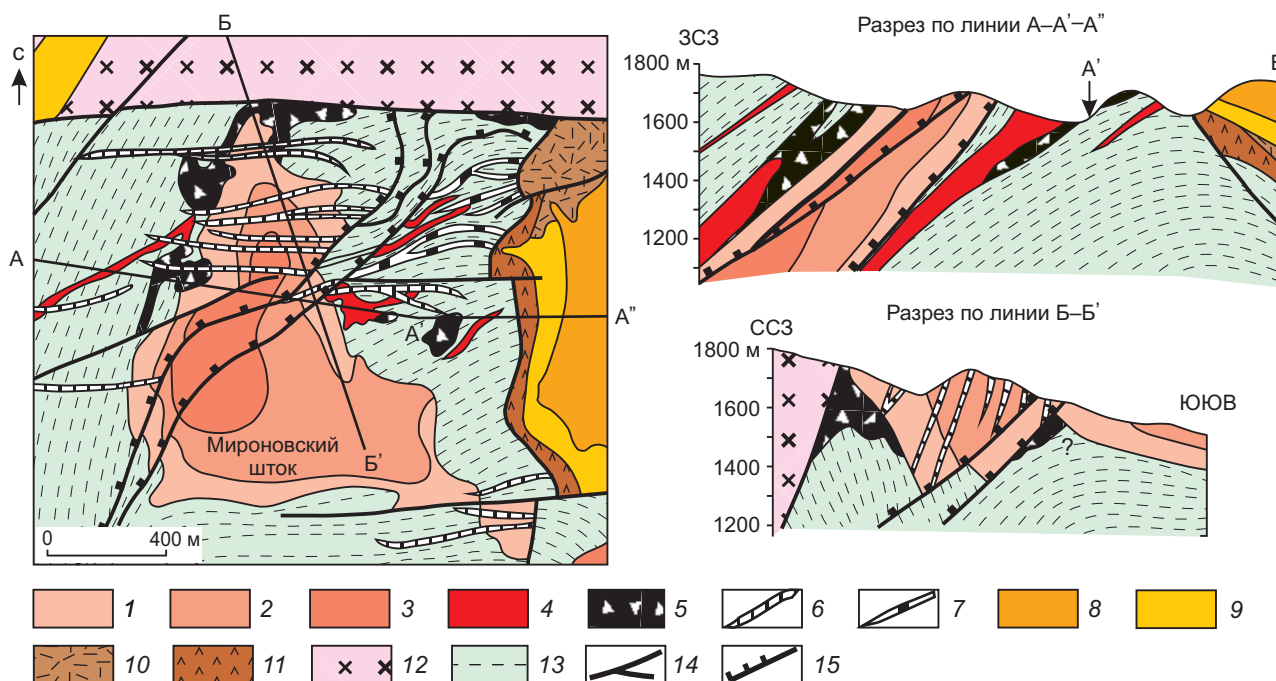 Б
С
А
А'
А"
Мироновский
шток
Б'
0 400 м
Разрез по линии А–А'–А"
ЗСЗ
1800 м
А'
В
1600
1400
1200
Разрез по линии Б–Б'
ССЗ
1800 м
ЮЮВ
1600
?
1400
1200
1 2 3 4 5 6 7 8 9
10 11 12 13 14 15